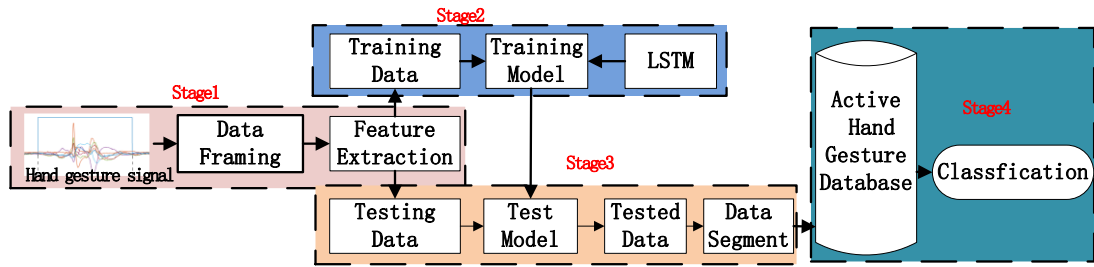 Stage1
Hand gesture signal
Data
Framing
Feature
Extraction
Stage2
Training
Data
Training
Model
LSTM
Stage3
Testing
Data
Test
Model
Tested
Data
Data
Segment
Stage4
Active
Hand
Gesture
Database
Classfication